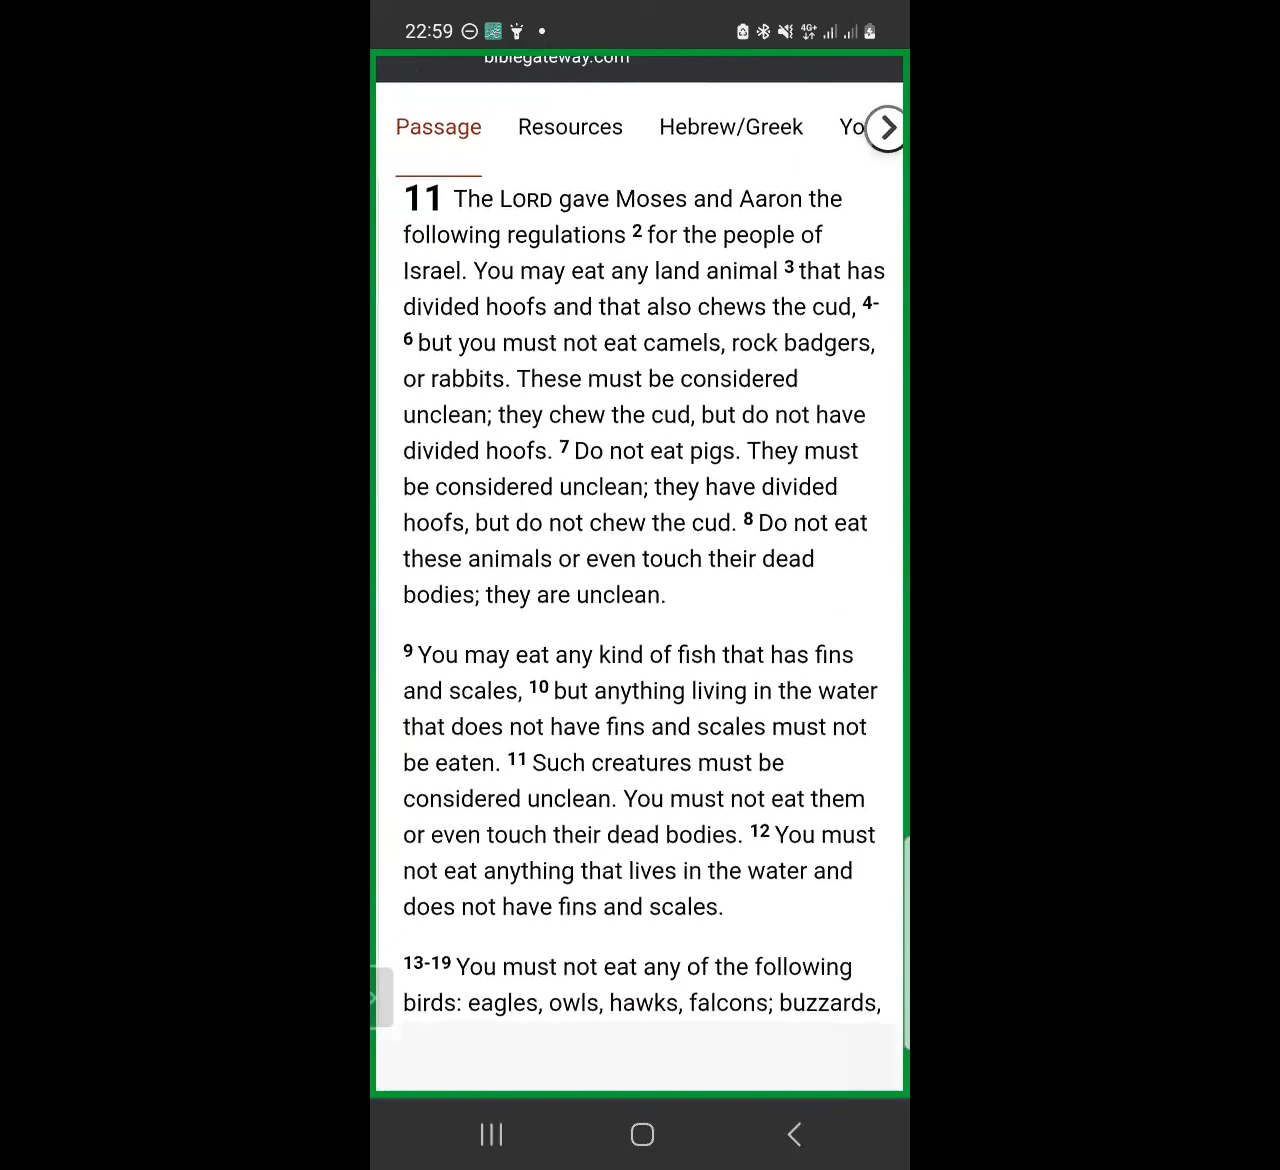 22:59
4G+
biblegateway.com
Passage Resources Hebrew/Greek Yo
11 The LORD gave Moses and Aaron the
following regulations 2 for the people of
Israel. You may eat any land animal 3 that has
divided hoofs and that also chews the cud, 4-
6 but you must not eat camels, rock badgers,
or rabbits. These must be considered
unclean; they chew the cud, but do not have
divided hoofs. 7 Do not eat pigs. They must
be considered unclean; they have divided
hoofs, but do not chew the cud. 8 Do not eat
these animals or even touch their dead
bodies; they are unclean.
9 You may eat any kind of fish that has fins
and scales, 10 but anything living in the water
that does not have fins and scales must not
be eaten. 11 Such creatures must be
considered unclean. You must not eat them
or even touch their dead bodies. 12 You must
not eat anything that lives in the water and
does not have fins and scales.
13-19 You must not eat any of the following
birds: eagles, owls, hawks, falcons; buzzards,